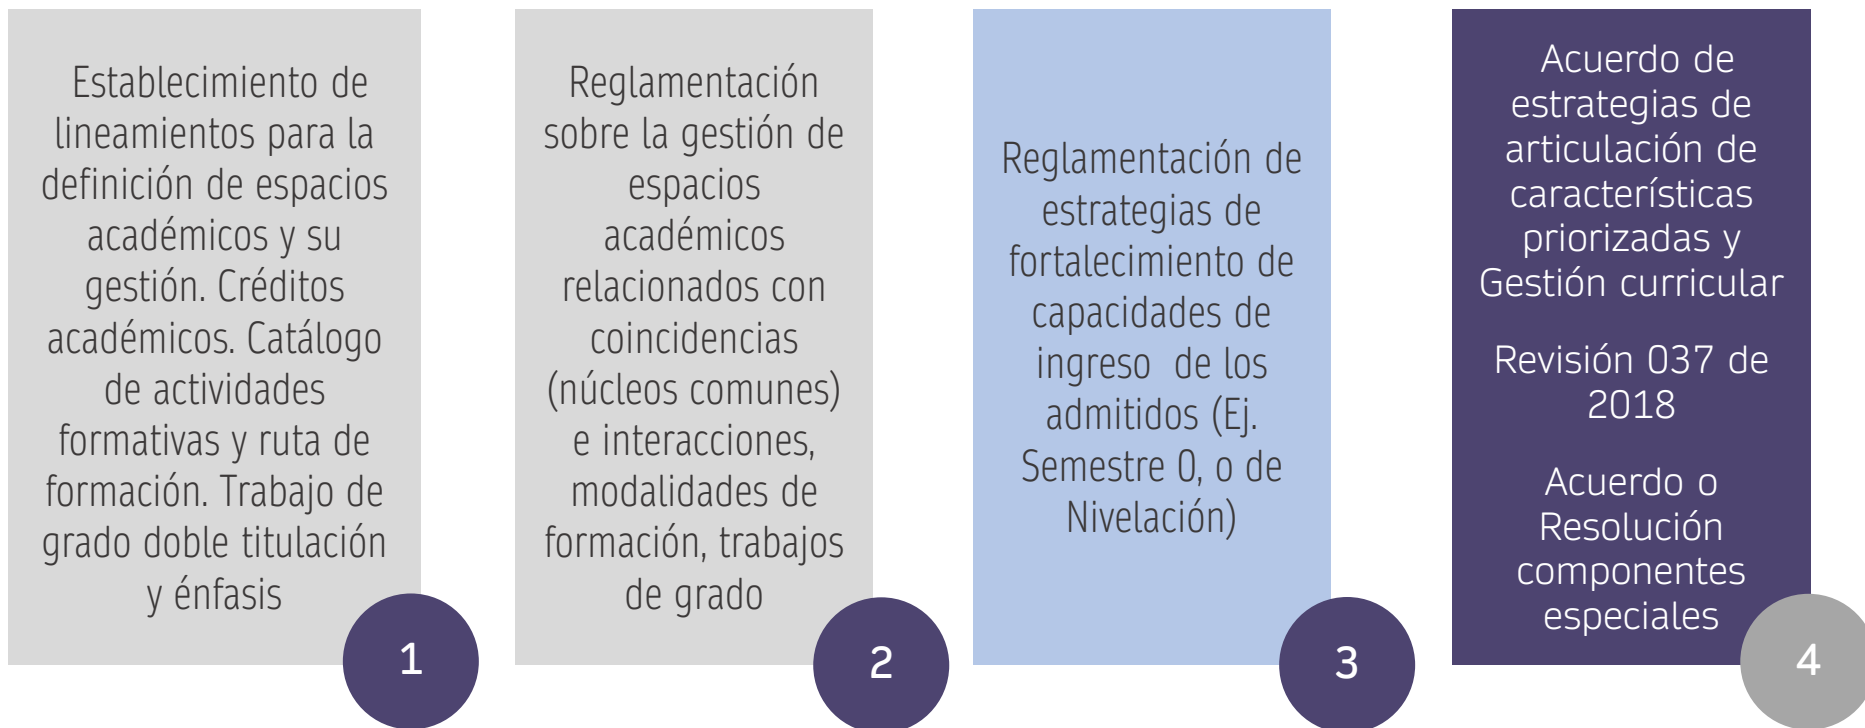 Establecimiento de
lineamientos para la
definición de espacios
académicos y su
gestión. Créditos
académicos. Catálogo
de actividades
formativas y ruta de
formación. Trabajo de
grado doble titulación
y énfasis
1
Reglamentación
sobre la gestión de
espacios
académicos
relacionados con
coincidencias
(núcleos comunes)
e interacciones,
modalidades de
formación, trabajos
de grado
2
Reglamentación de
estrategias de
fortalecimiento de
capacidades de
ingreso de los
admitidos (Ej.
Semestre 0, o de
Nivelación)
3
Acuerdo de
estrategias de
articulación de
características
priorizadas y
Gestión curricular
Revisión 037 de
2018
Acuerdo o
Resolución
componentes
especiales
4